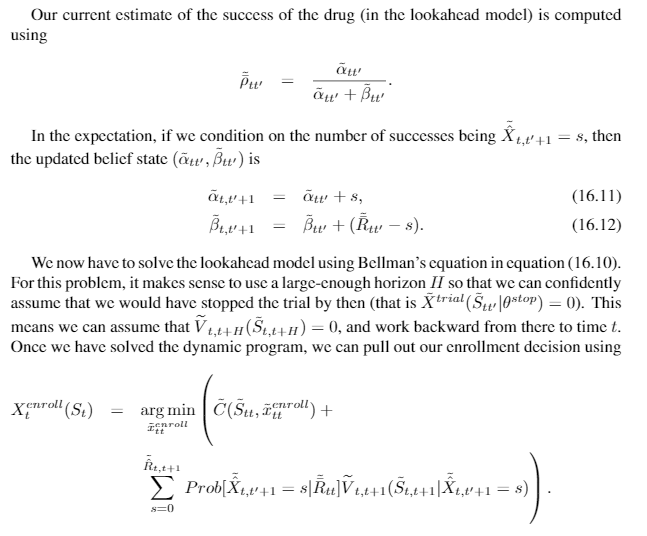 Our current estimate of the success of the drug (in the lookahead model) is computed
using
$\bar{\tilde{\rho}}_{tt'} = \frac{\tilde{\alpha}_{tt'}}{\tilde{\alpha}_{tt'} + \tilde{\beta}_{tt'}}.$
In the expectation, if we condition on the number of successes being $\tilde{\hat{X}}_{t,t'+1} = s$, then
the updated belief state $(\tilde{\alpha}_{tt'}, \tilde{\beta}_{tt'})$ is
$\tilde{\alpha}_{t,t'+1} = \tilde{\alpha}_{tt'} + s,$ (16.11)
$\tilde{\beta}_{t,t'+1} = \tilde{\beta}_{tt'} + (\tilde{\bar{R}}_{tt'} - s).$ (16.12)
We now have to solve the lookahead model using Bellman's equation in equation (16.10).
For this problem, it makes sense to use a large-enough horizon $H$ so that we can confidently
assume that we would have stopped the trial by then (that is $\tilde{X}^{trial}(\tilde{S}_{tt'}|\theta^{stop}) = 0$). This
means we can assume that $\tilde{V}_{t,t+H}(\tilde{S}_{t,t+H}) = 0$, and work backward from there to time $t$.
Once we have solved the dynamic program, we can pull out our enrollment decision using
$X_t^{enroll}(S_t) = \arg\min_{\tilde{x}_{tt}^{enroll}} \Big( \tilde{C}(\tilde{S}_{tt}, \tilde{x}_{tt}^{enroll}) +$
$\sum_{s=0}^{\tilde{\hat{R}}_{t,t+1}} Prob[\tilde{\hat{X}}_{t,t'+1} = s|\tilde{\bar{R}}_{tt}]\tilde{V}_{t,t+1}(\tilde{S}_{t,t+1}|\tilde{\hat{X}}_{t,t'+1} = s) \Big).$